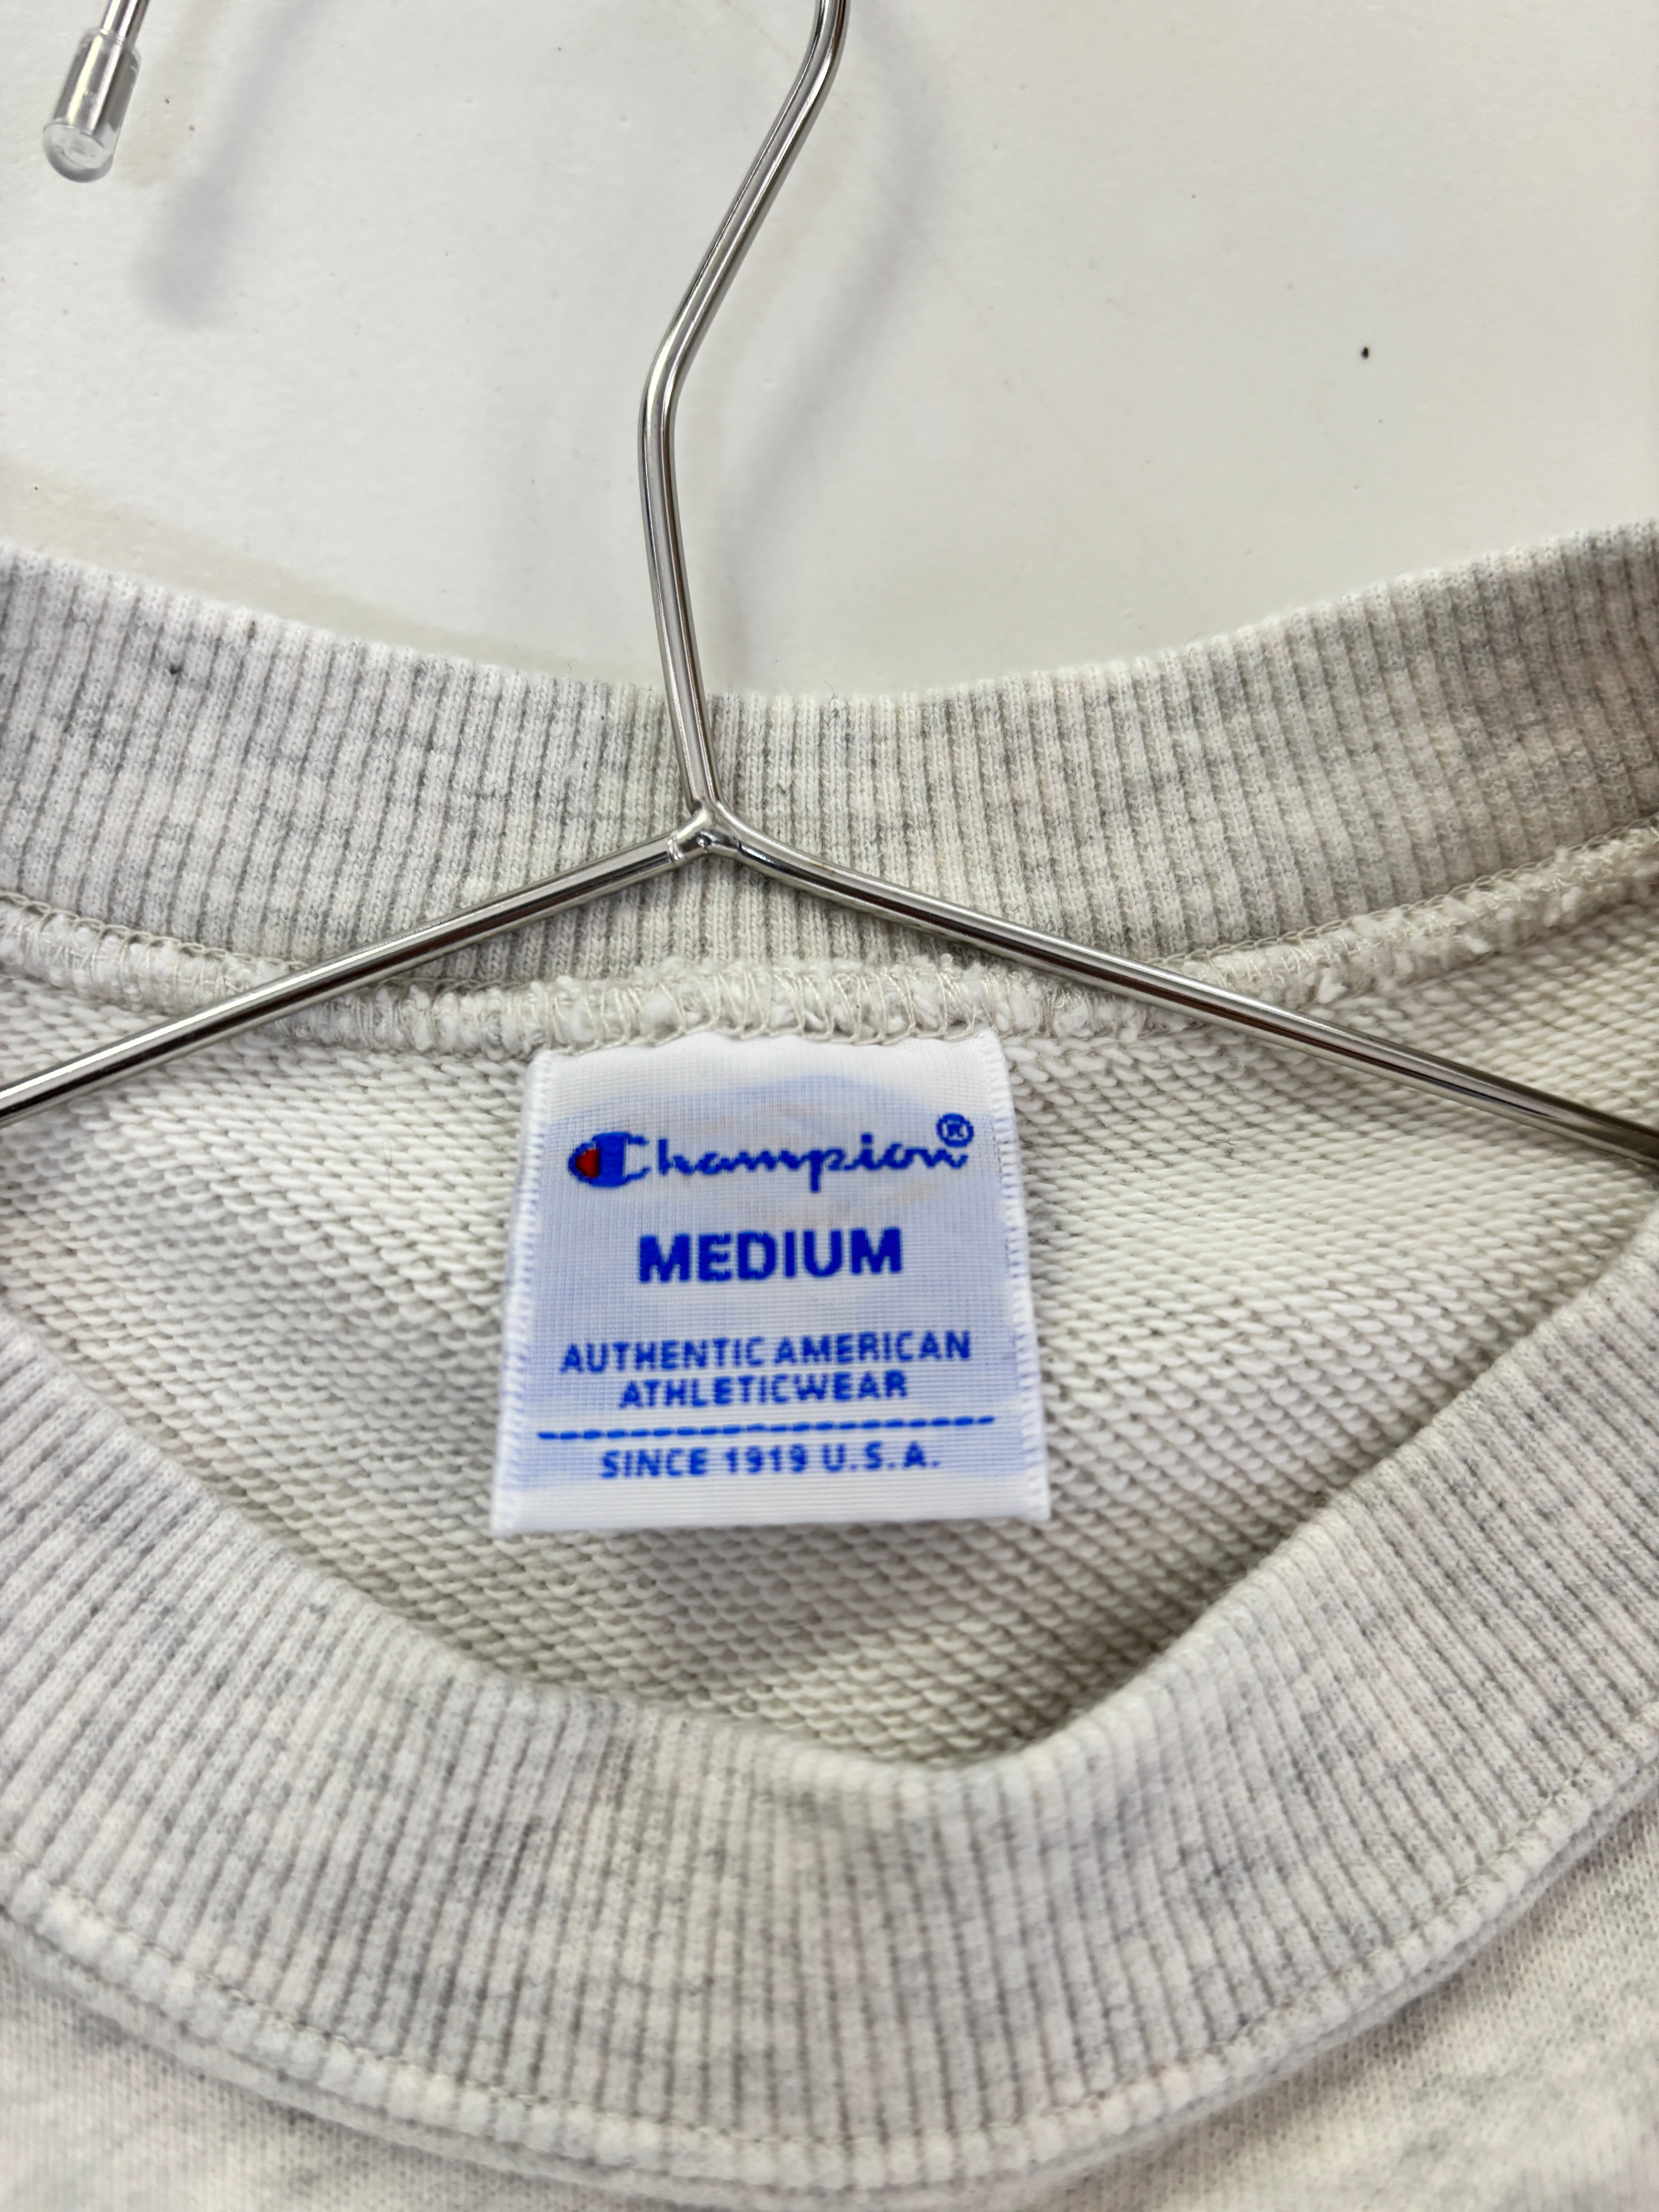 Champion®
MEDIUM
AUTHENTIC AMERICAN
ATHLETICWEAR
SINCE 1919 U.S.A.